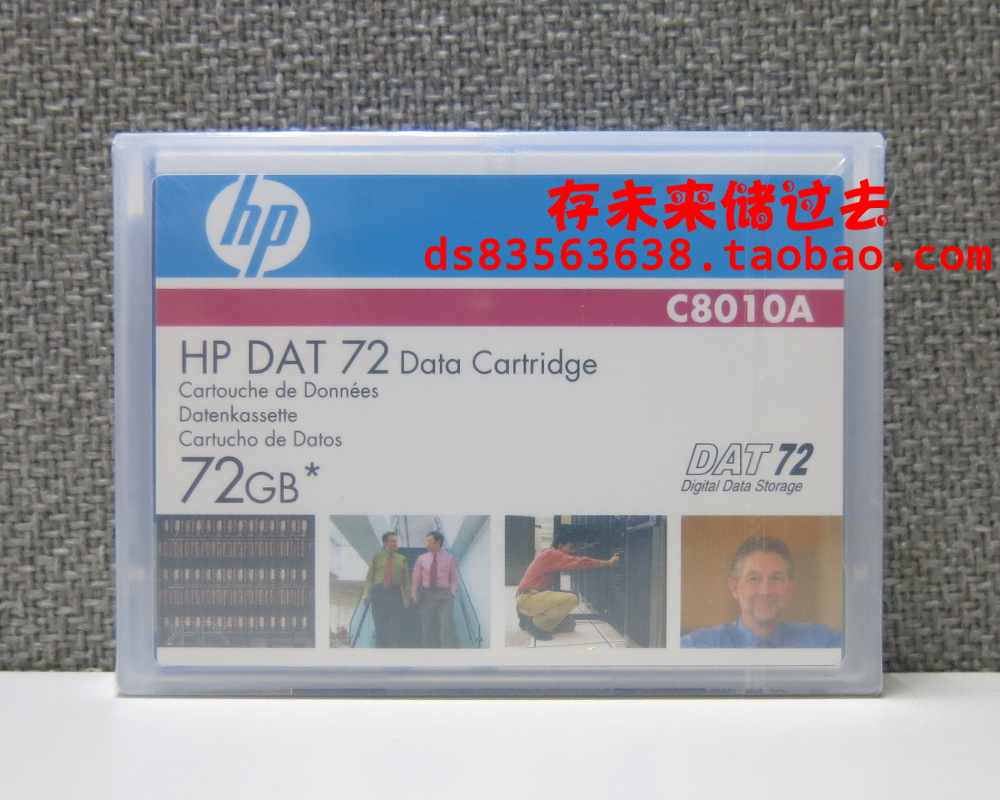 hp
存未来储过去
ds83563638.taobao.com
C8010A
HP DAT 72 Data Cartridge
Cartouche de Données
Datenkassette
Cartucho de Datos
72GB*
DAT 72
Digital Data Storage